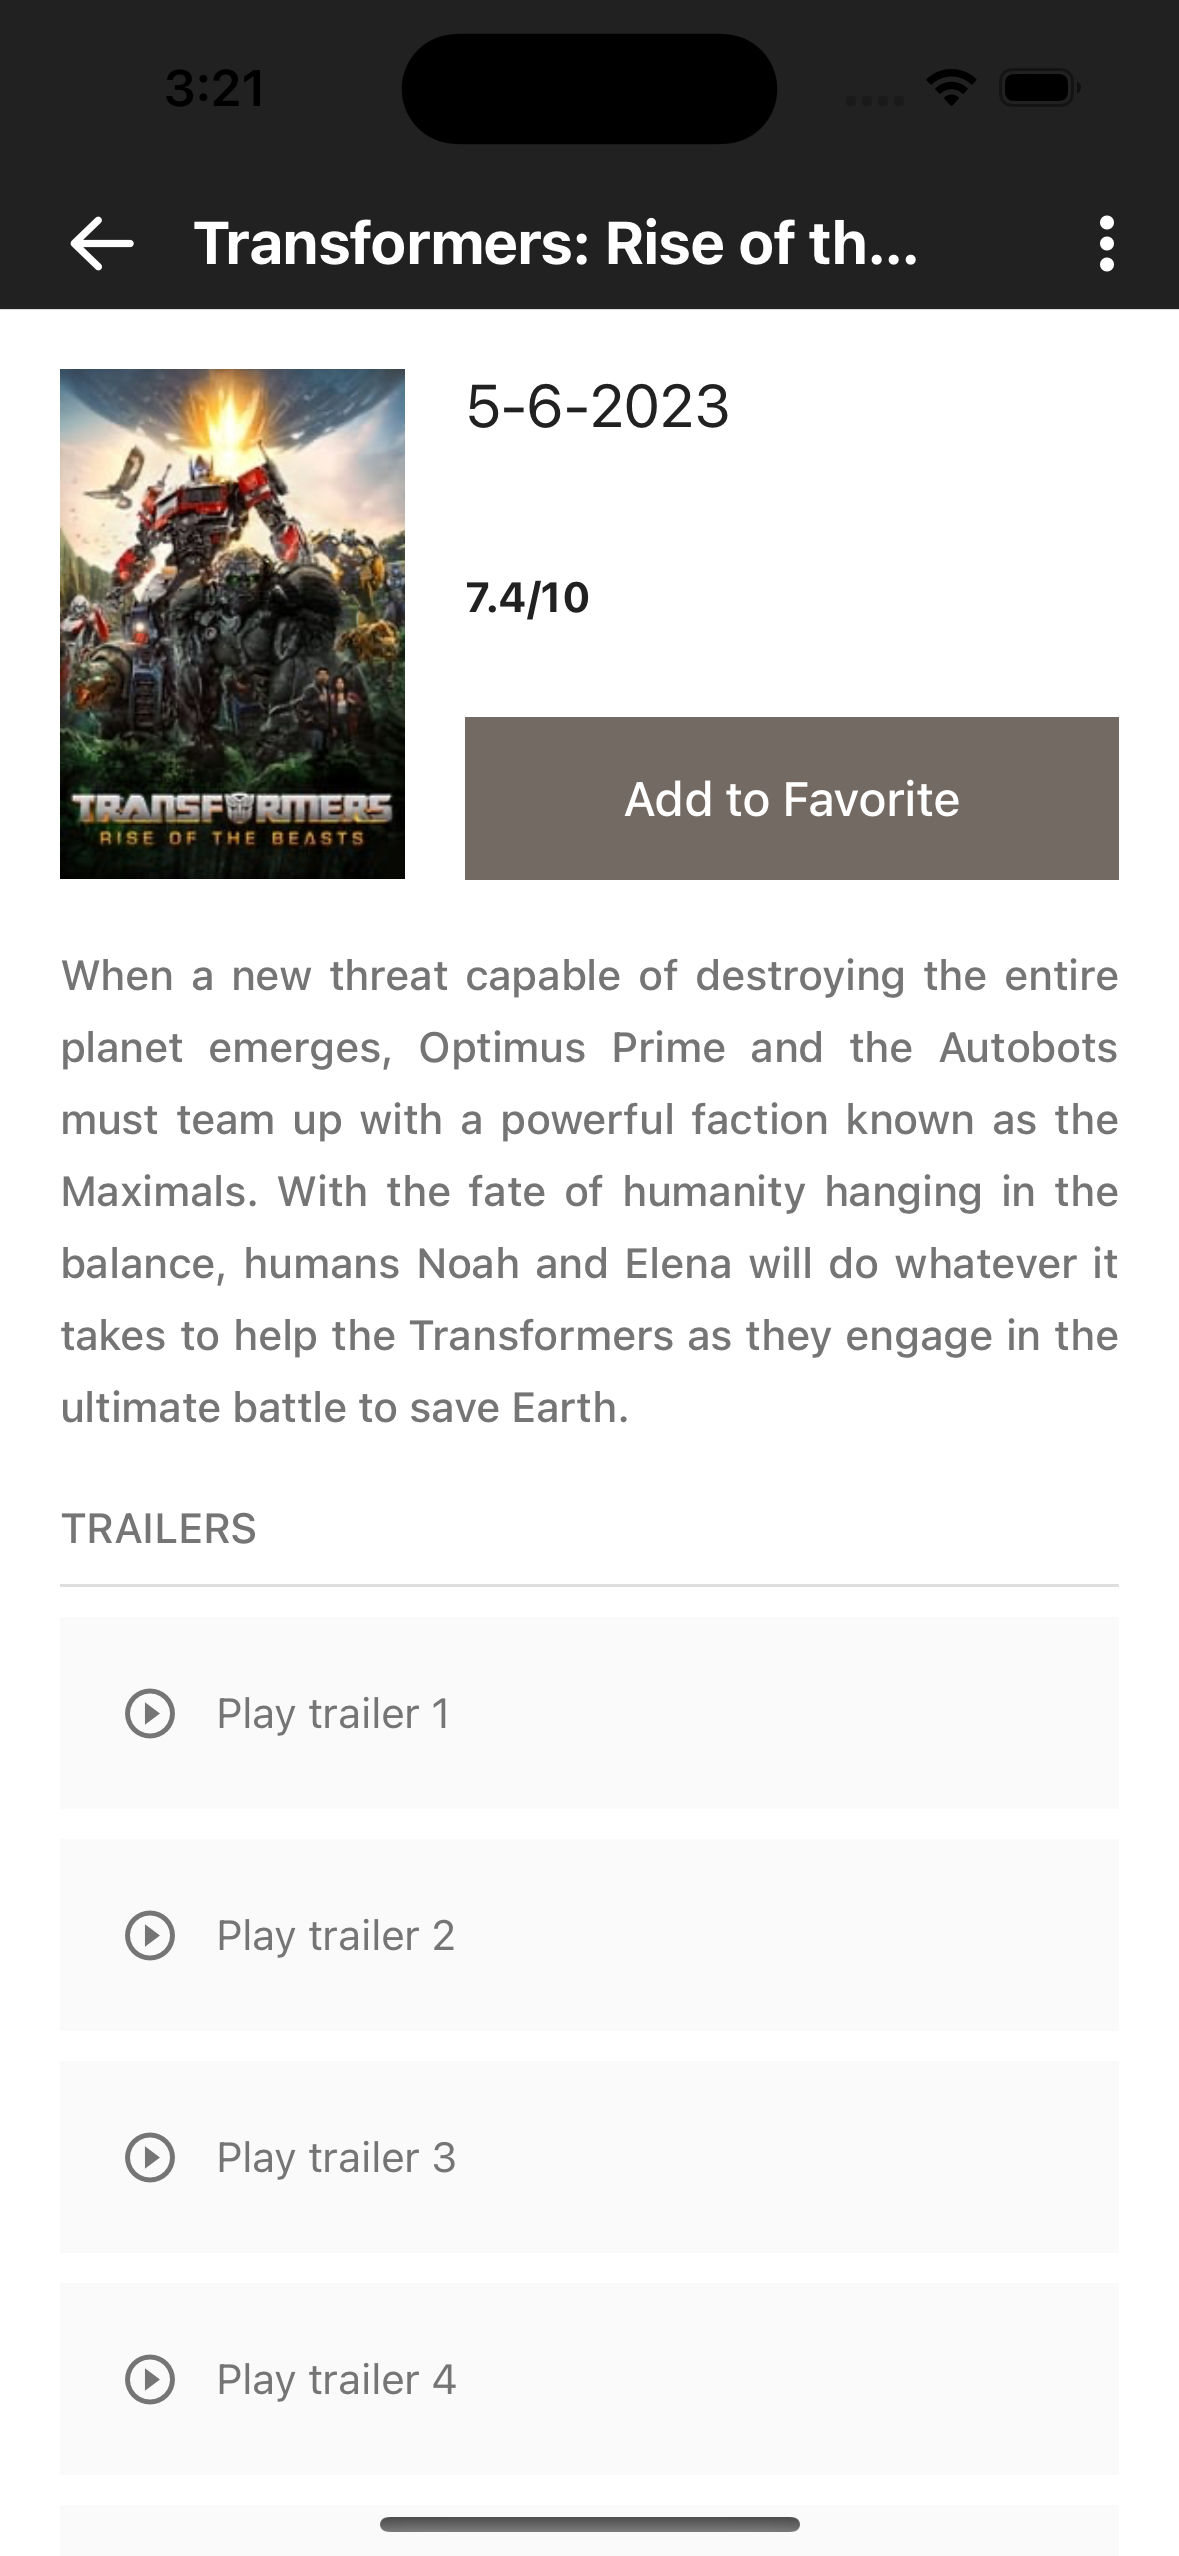 3:21
Transformers: Rise of th...
5-6-2023
7.4/10
TRANSFORMERS
RISE OF THE BEASTS
Add to Favorite
When a new threat capable of destroying the entire
planet emerges, Optimus Prime and the Autobots
must team up with a powerful faction known as the
Maximals. With the fate of humanity hanging in the
balance, humans Noah and Elena will do whatever it
takes to help the Transformers as they engage in the
ultimate battle to save Earth.
TRAILERS
Play trailer 1
Play trailer 2
Play trailer 3
Play trailer 4